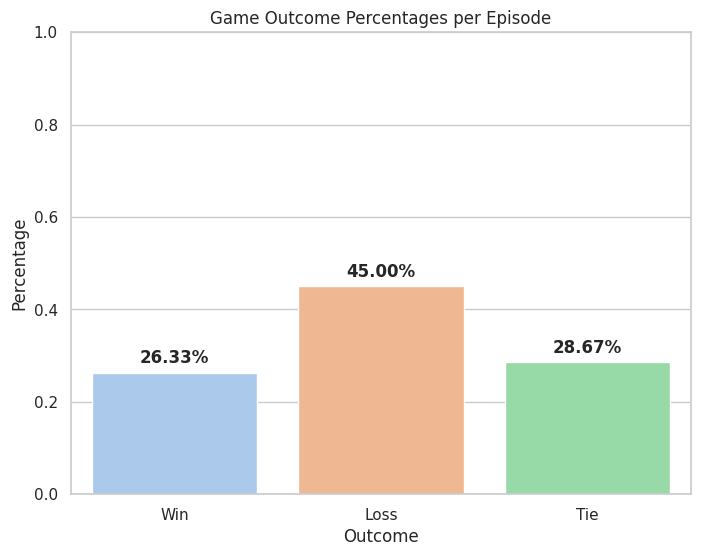 Game Outcome Percentages per Episode
1.0
0.8
0.6
0.4
0.2
0.0
Percentage
26.33%
45.00%
28.67%
Win
Loss
Tie
Outcome